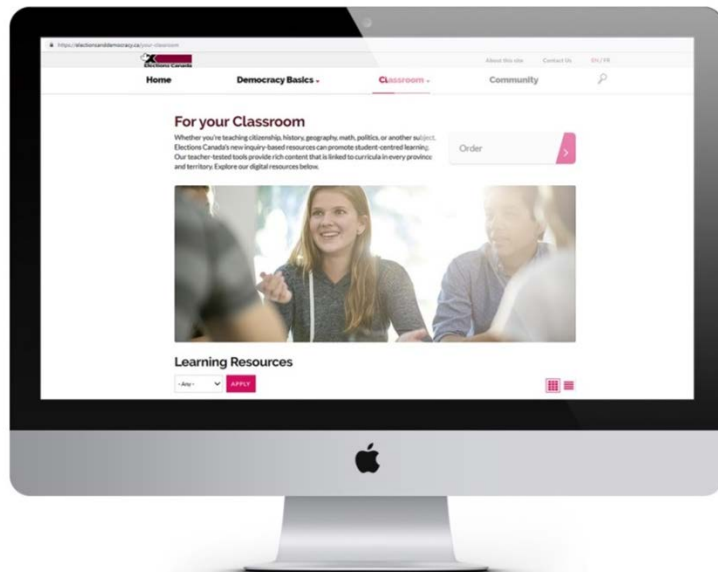 https://electionsanddemocracy.ca/your-classroom
Elections Canada
About this site Contact Us EN / FR
Home Democracy Basics Classroom Community
For your Classroom
Whether you're teaching citizenship, history, geography, math, politics, or another subject,
Elections Canada's new inquiry-based resources can promote student-centred learning.
Our teacher-tested tools provide rich content that is linked to curricula in every province
and territory. Explore our digital resources below.
Order
Learning Resources
- Any - APPLY